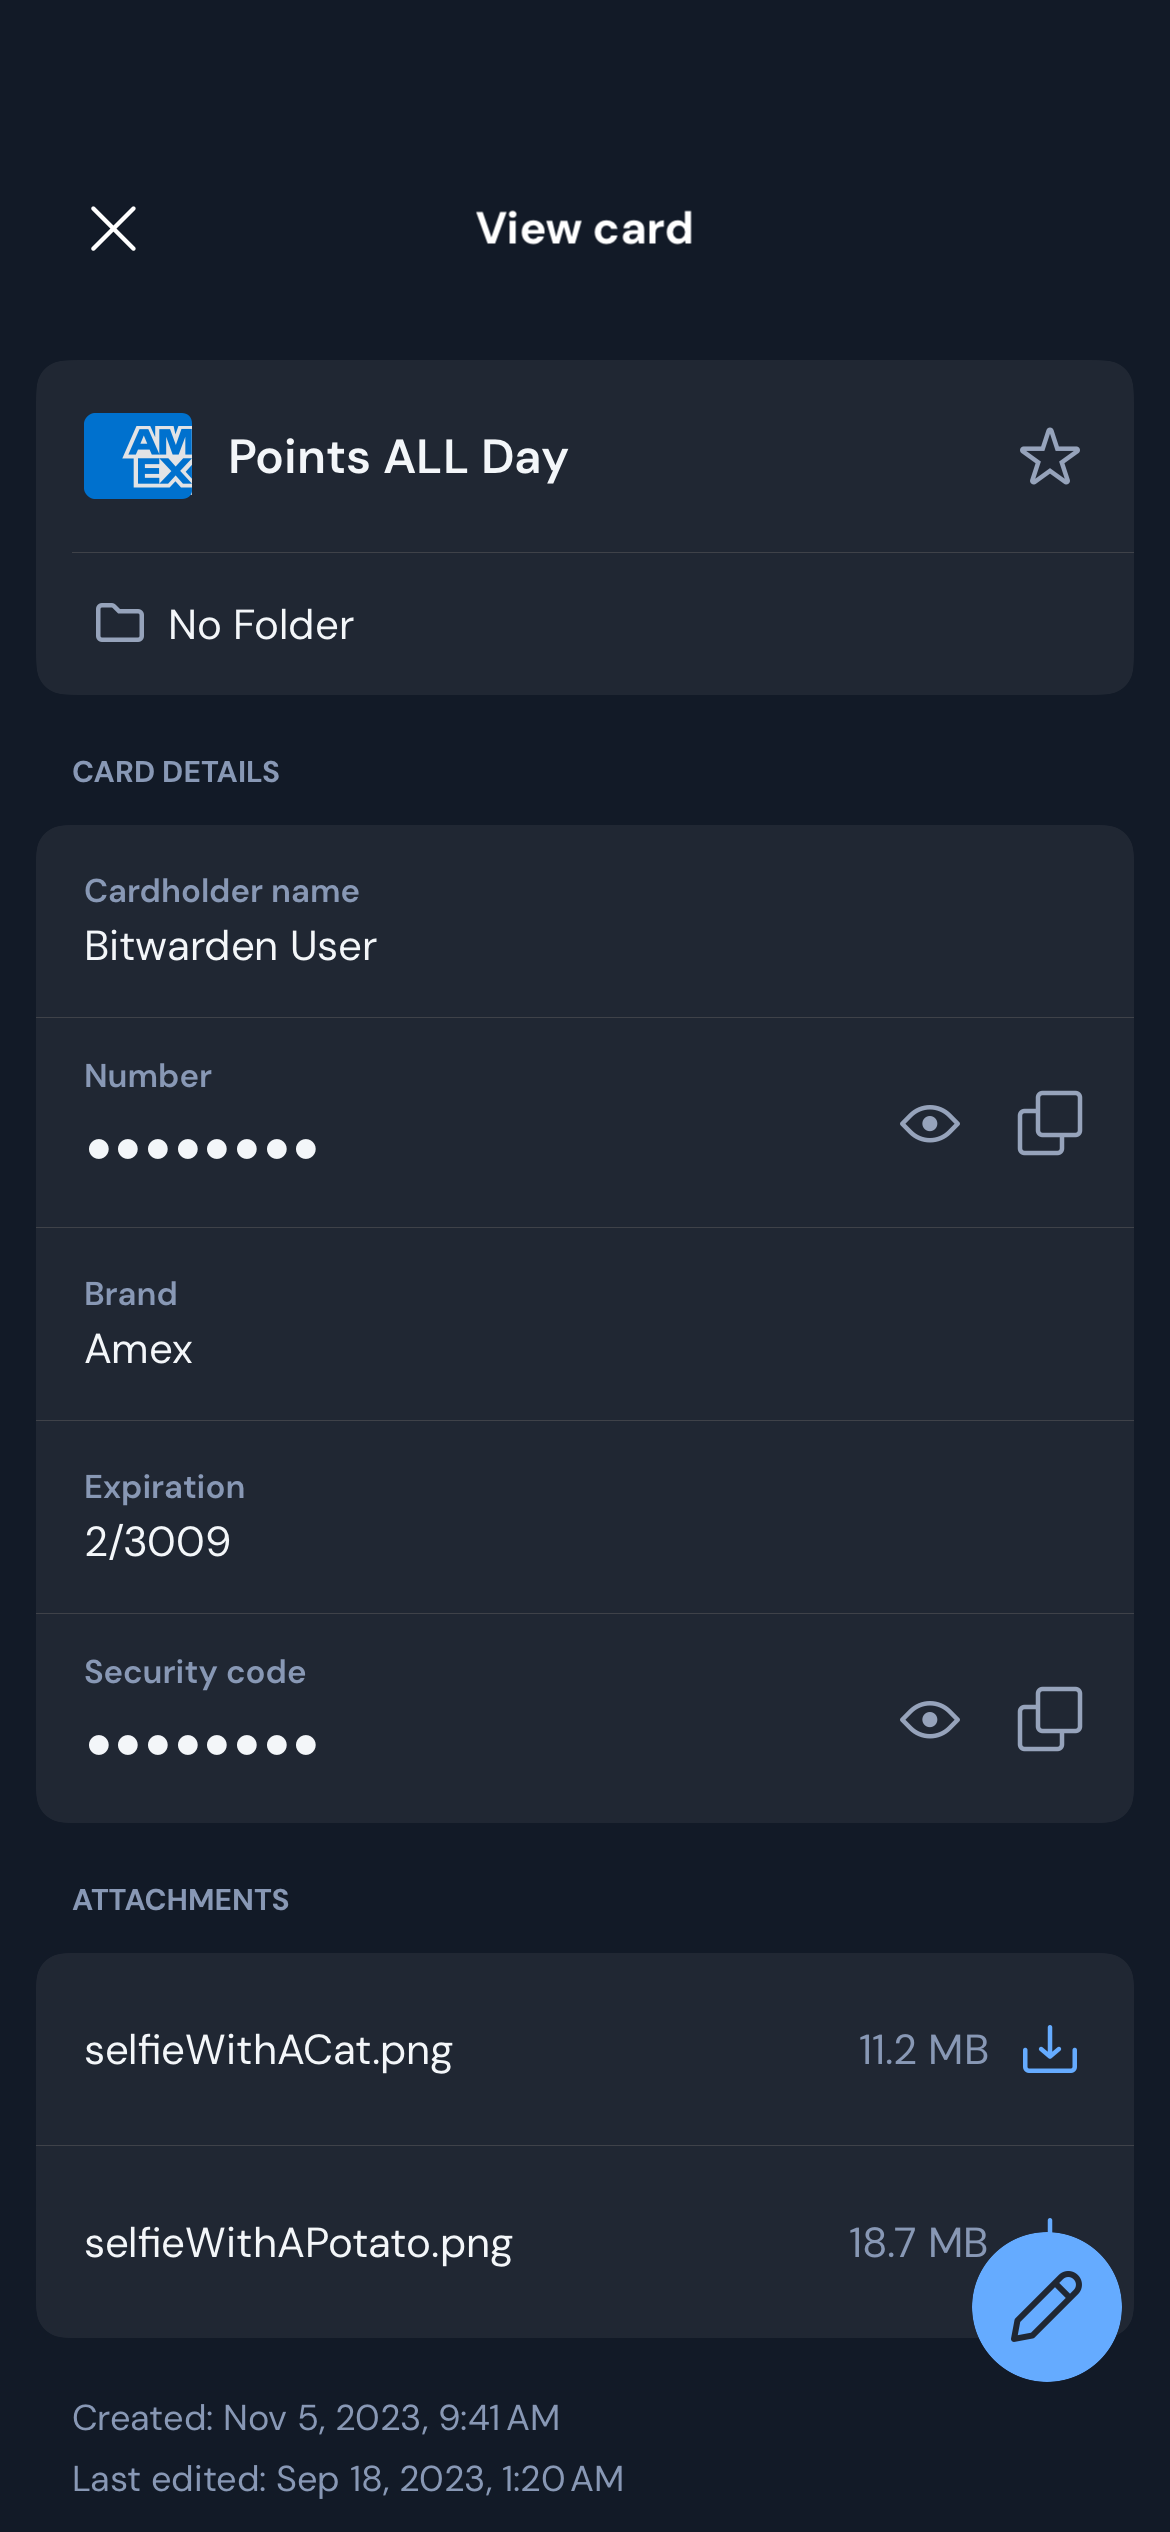 View card
AM
EX
Points ALL Day
No Folder
CARD DETAILS
Cardholder name
Bitwarden User
Number
••••••••
Brand
Amex
Expiration
2/3009
Security code
••••••••
ATTACHMENTS
selfieWithACat.png 11.2 MB
selfieWithAPotato.png 18.7 MB
Created: Nov 5, 2023, 9:41 AM
Last edited: Sep 18, 2023, 1:20 AM